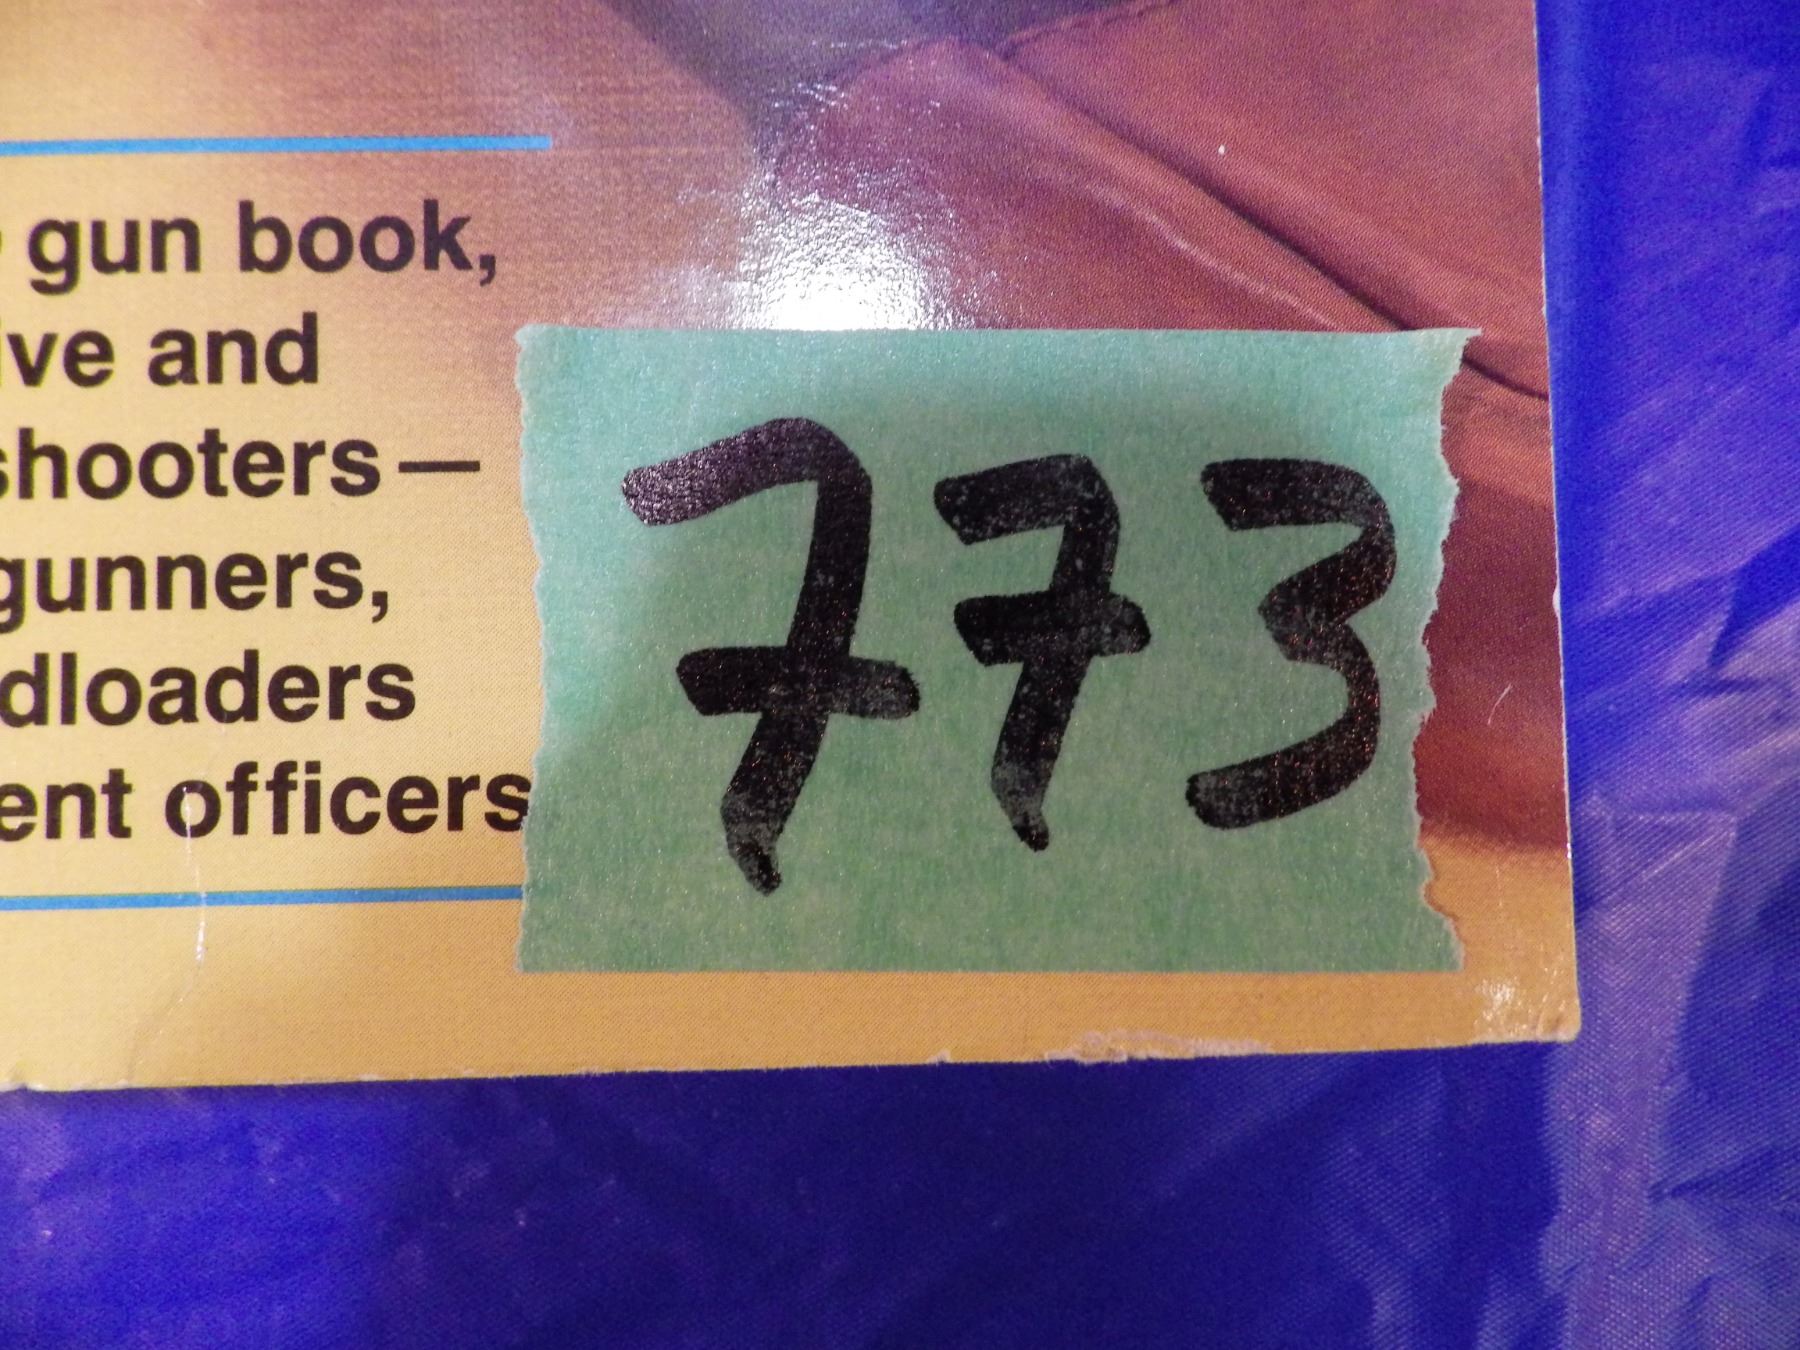 gun book,
ive and
shooters —
gunners,
dloaders
ent officers
773